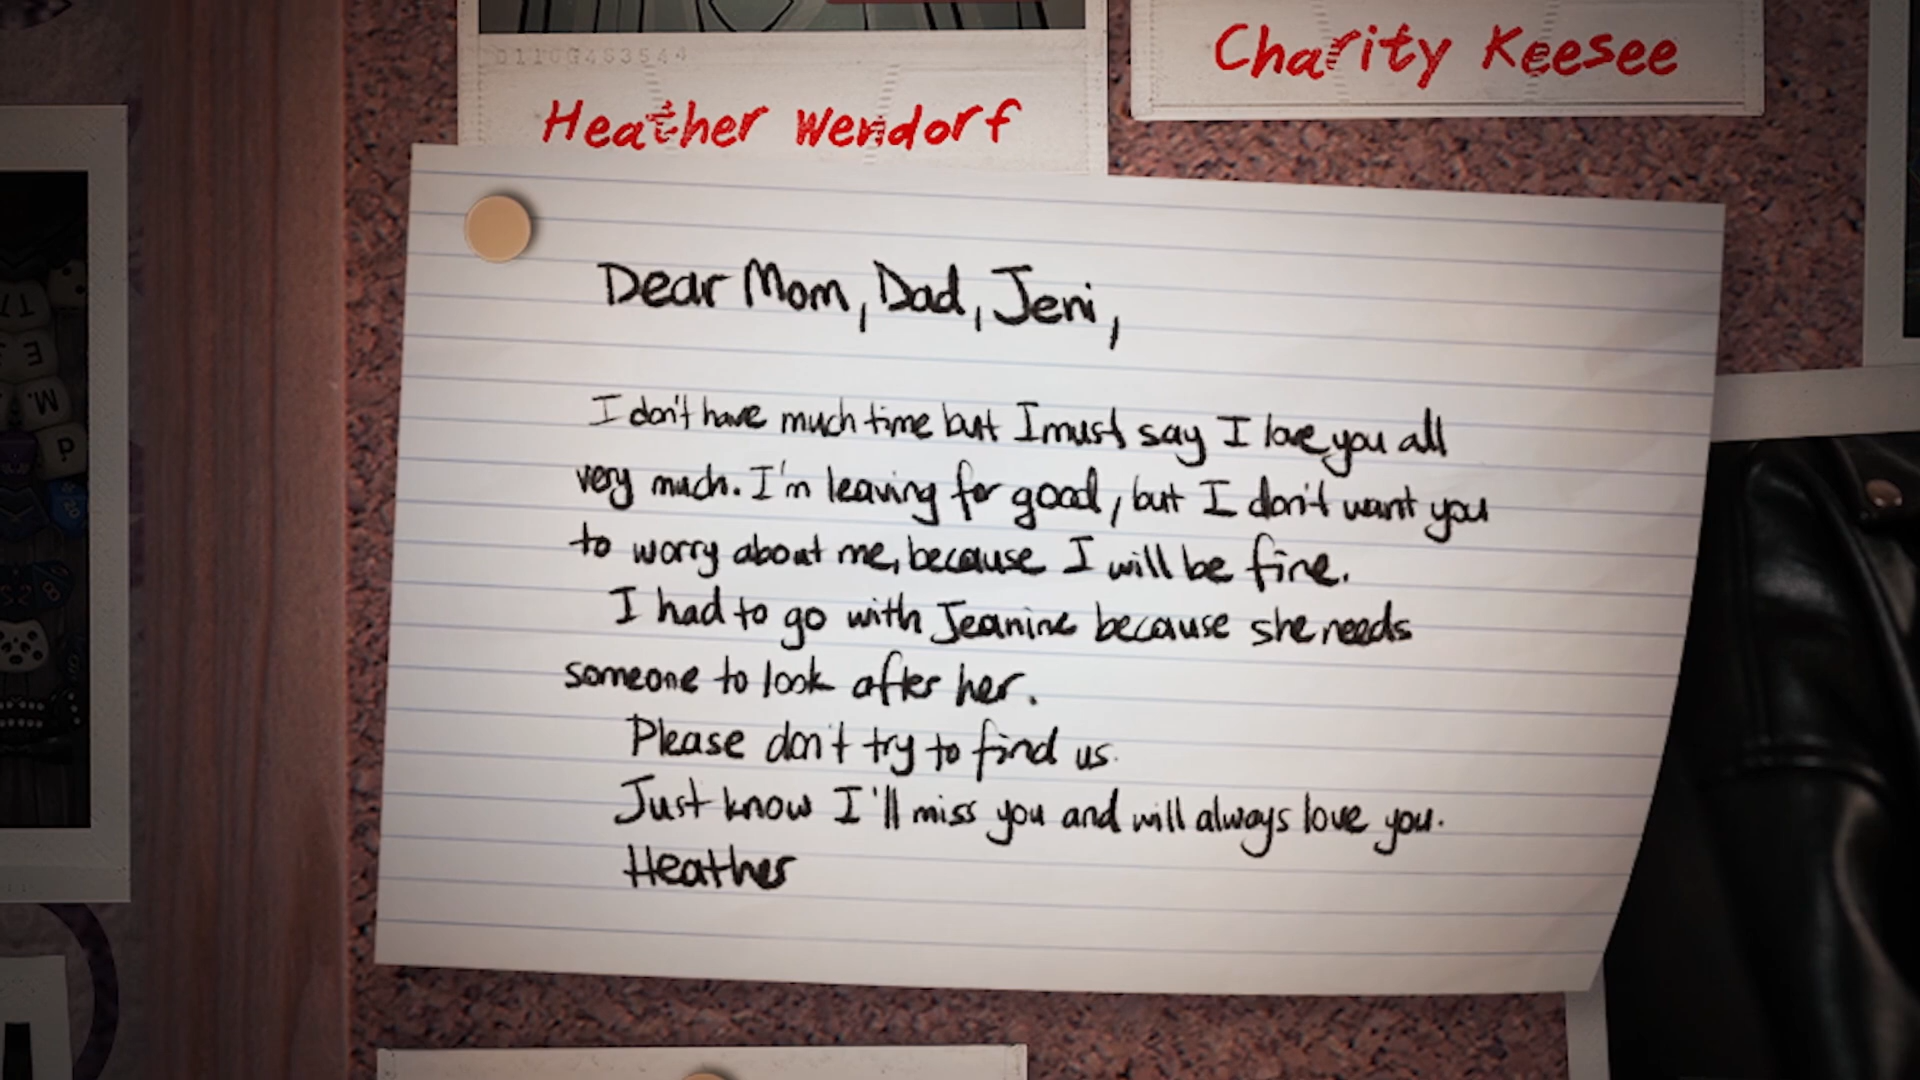 0110G463544
Charity Keesee
Heather Wendorf
Dear Mom, Dad, Jeni,
I don't have much time but I must say I love you all
very much. I'm leaving for good, but I don't want you
to worry about me, because I will be fine.
I had to go with Jeanine because she needs
someone to look after her.
Please don't try to find us.
Just know I'll miss you and will always love you.
Heather